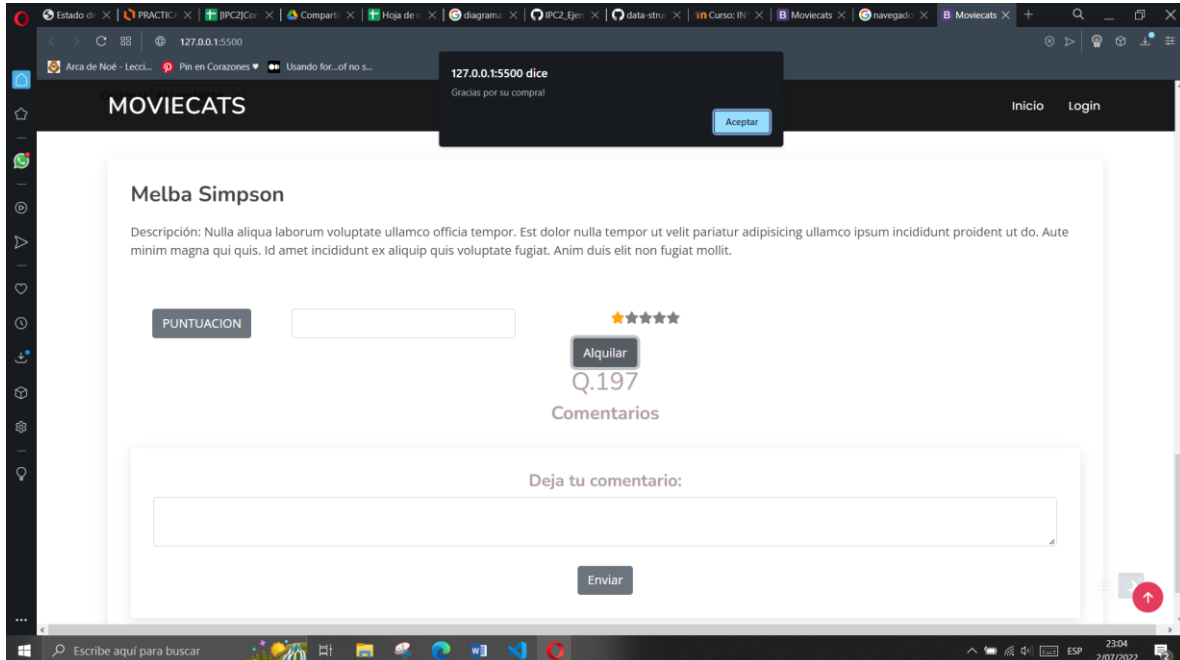 Estado de
PRACTICA
[IPC2]Con
Comparti
Hoja de c
diagrama
IPC2_Ejen
data-stru
Curso: IN
Moviecats
navegado
Moviecats
127.0.0.1:5500
Arca de Noé - Lecci...
Pin en Corazones ♥
Usando for...of no s...
127.0.0.1:5500 dice
Gracias por su compra!
Aceptar
MOVIECATS
Inicio
Login
Melba Simpson
Descripción: Nulla aliqua laborum voluptate ullamco officia tempor. Est dolor nulla tempor ut velit pariatur adipisicing ullamco ipsum incididunt proident ut do. Aute
minim magna qui quis. Id amet incididunt ex aliquip quis voluptate fugiat. Anim duis elit non fugiat mollit.
PUNTUACION
Alquilar
Q.197
Comentarios
Deja tu comentario:
Enviar
Escribe aquí para buscar
ESP
23:04
2/07/2022